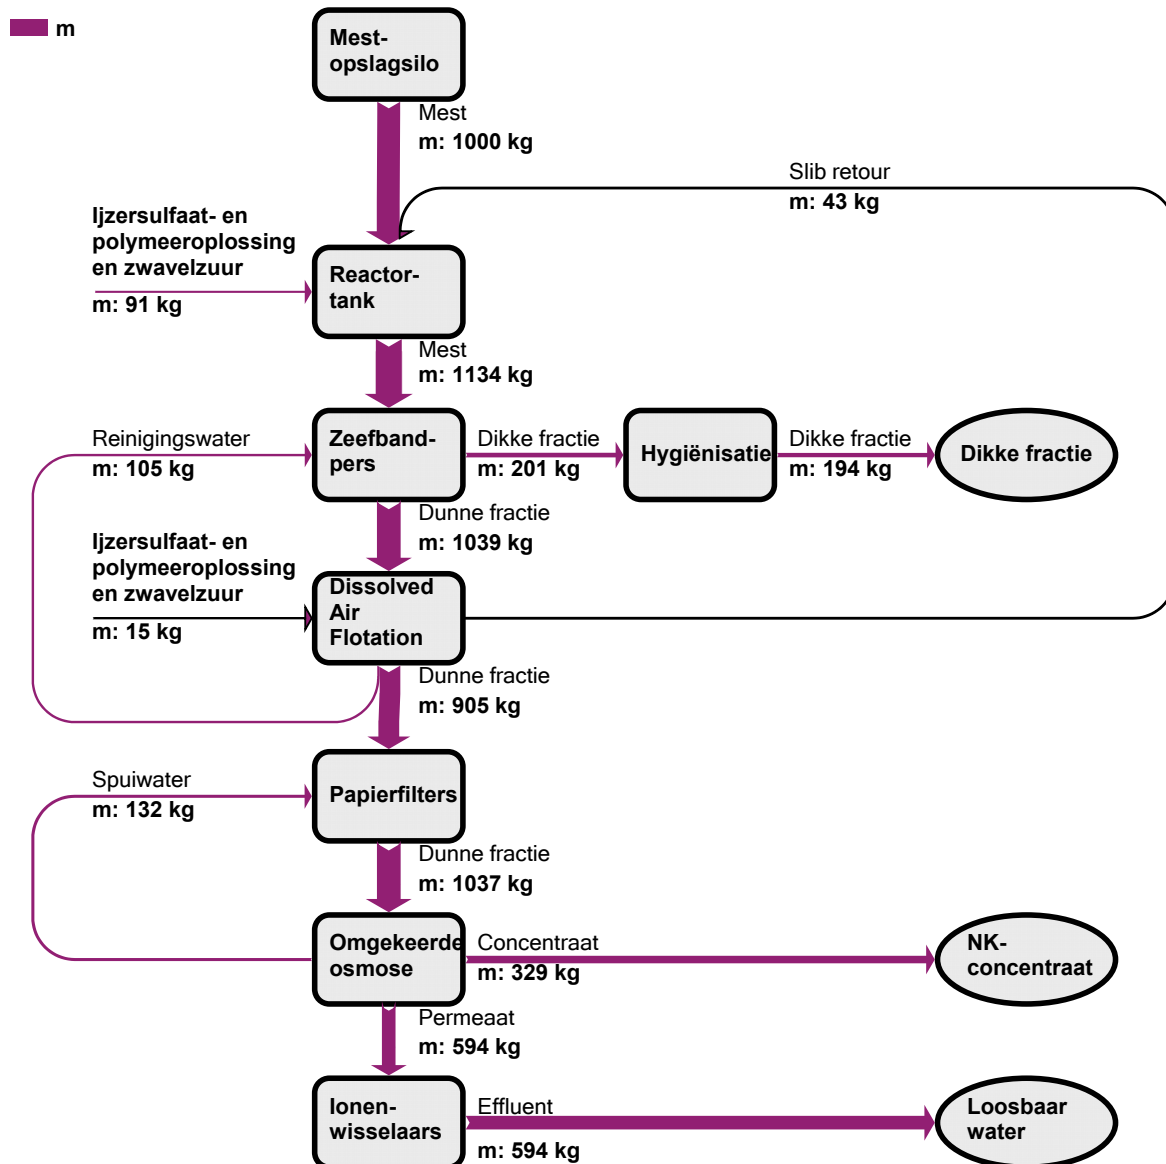 m
Mest-
opslagsilo
Mest
m: 1000 kg
Slib retour
m: 43 kg
Ijzersulfaat- en
polymeeroplossing
en zwavelzuur
m: 91 kg
Reactor-
tank
Mest
m: 1134 kg
Reinigingswater
m: 105 kg
Zeefband-
pers
Dikke fractie
m: 201 kg
Hygiënisatie
Dikke fractie
m: 194 kg
Dikke fractie
Dunne fractie
m: 1039 kg
Ijzersulfaat- en
polymeeroplossing
en zwavelzuur
m: 15 kg
Dissolved
Air
Flotation
Dunne fractie
m: 905 kg
Spuiwater
m: 132 kg
Papierfilters
Dunne fractie
m: 1037 kg
Omgekeerde
osmose
Concentraat
m: 329 kg
NK-
concentraat
Permeaat
m: 594 kg
Ionen-
wisselaars
Effluent
m: 594 kg
Loosbaar
water